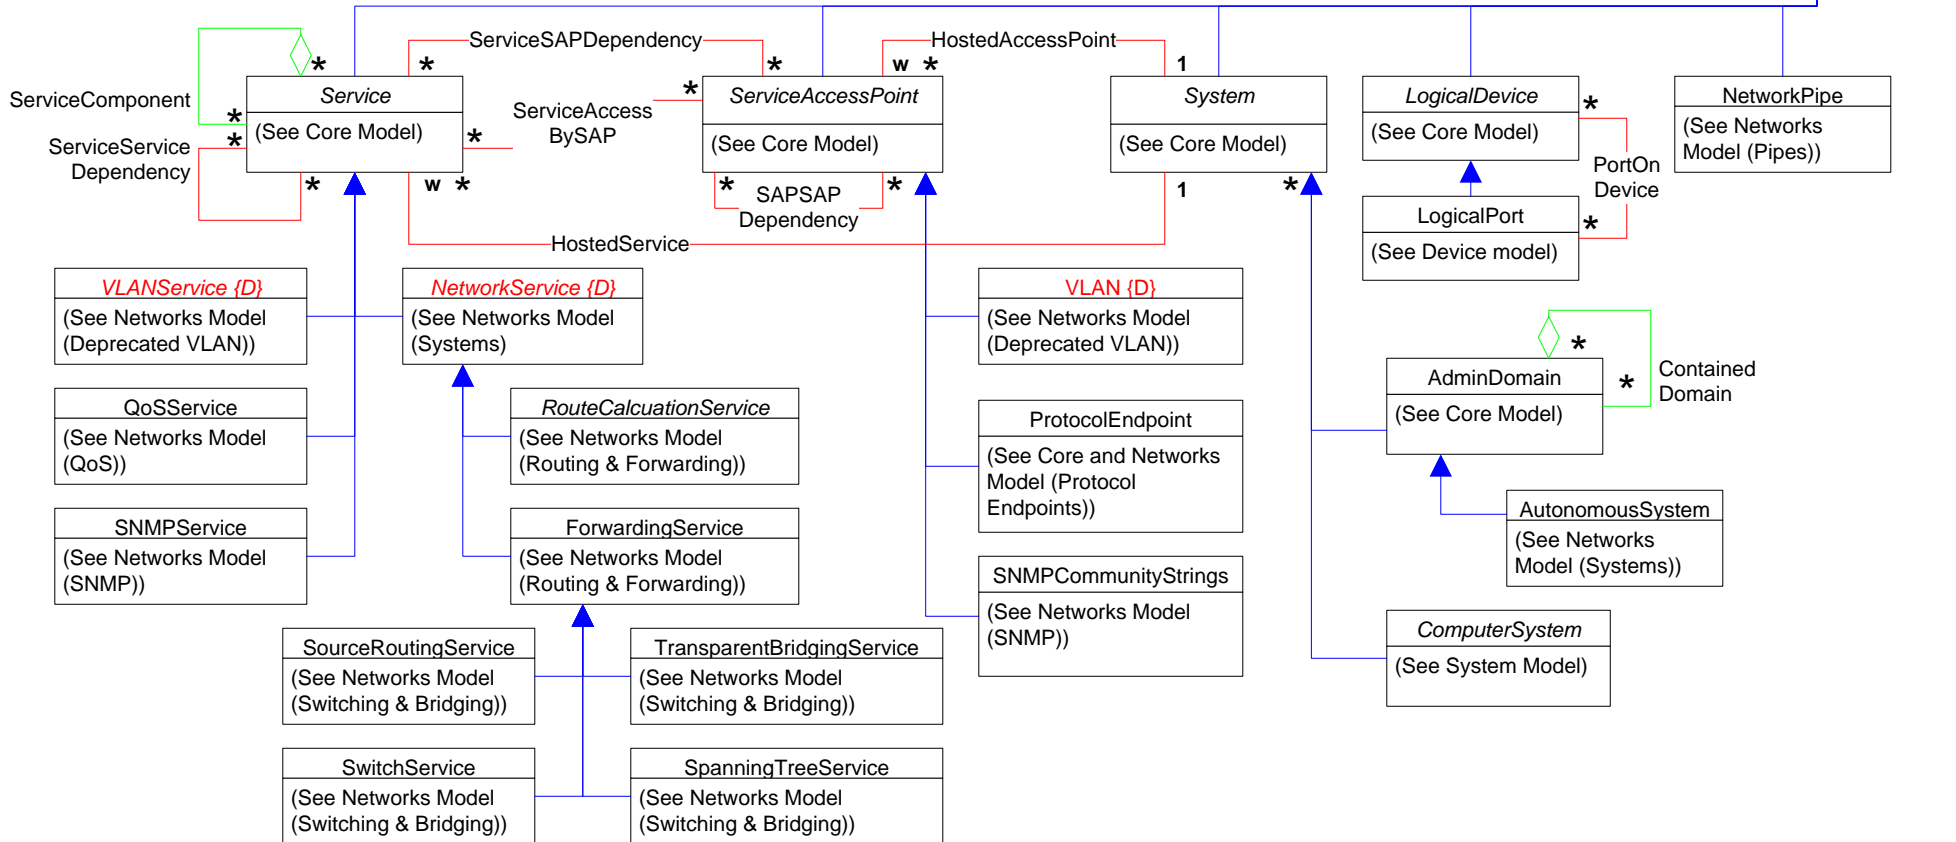 ServiceSAPDependency
HostedAccessPoint
*
*
w *
1
*
ServiceComponent
*
Service
(See Core Model)
ServiceService
Dependency
*
*
*
w *
ServiceAccess
BySAP
*
ServiceAccessPoint
(See Core Model)
*
*
SAPSAP
Dependency
System
(See Core Model)
*
1
LogicalDevice
(See Core Model)
*
PortOn
Device
*
LogicalPort
(See Device model)
NetworkPipe
(See Networks
Model (Pipes))
HostedService
VLANService {D}
(See Networks Model
(Deprecated VLAN))
NetworkService {D}
(See Networks Model
(Systems)
VLAN {D}
(See Networks Model
(Deprecated VLAN))
QoSService
(See Networks Model
(QoS))
RouteCalcuationService
(See Networks Model
(Routing & Forwarding))
ProtocolEndpoint
(See Core and Networks
Model (Protocol
Endpoints))
*
*
Contained
Domain
AdminDomain
(See Core Model)
SNMPService
(See Networks Model
(SNMP))
ForwardingService
(See Networks Model
(Routing & Forwarding))
SNMPCommunityStrings
(See Networks Model
(SNMP))
AutonomousSystem
(See Networks
Model (Systems))
SourceRoutingService
(See Networks Model
(Switching & Bridging))
TransparentBridgingService
(See Networks Model
(Switching & Bridging))
ComputerSystem
(See System Model)
SwitchService
(See Networks Model
(Switching & Bridging))
SpanningTreeService
(See Networks Model
(Switching & Bridging))